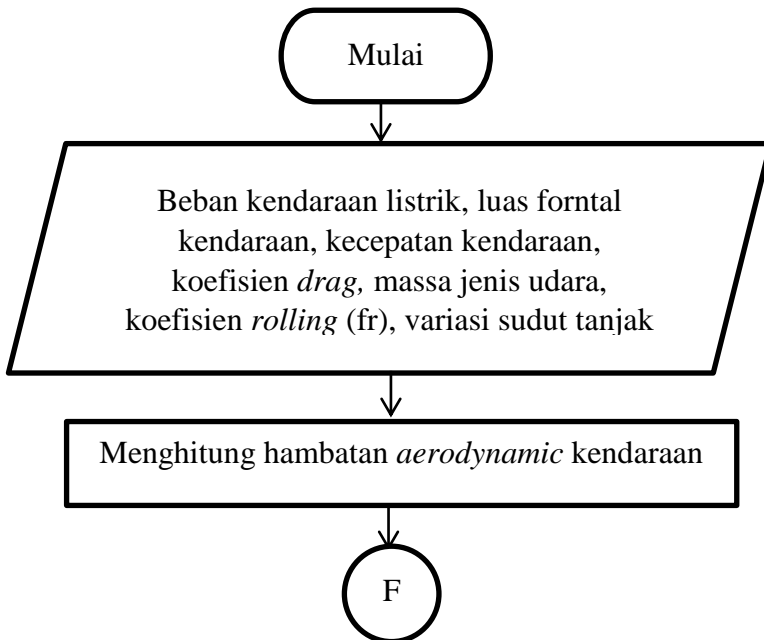 Mulai
Beban kendaraan listrik, luas forntal
kendaraan, kecepatan kendaraan,
koefisien drag, massa jenis udara,
koefisien rolling (fr), variasi sudut tanjak
Menghitung hambatan aerodynamic kendaraan
F